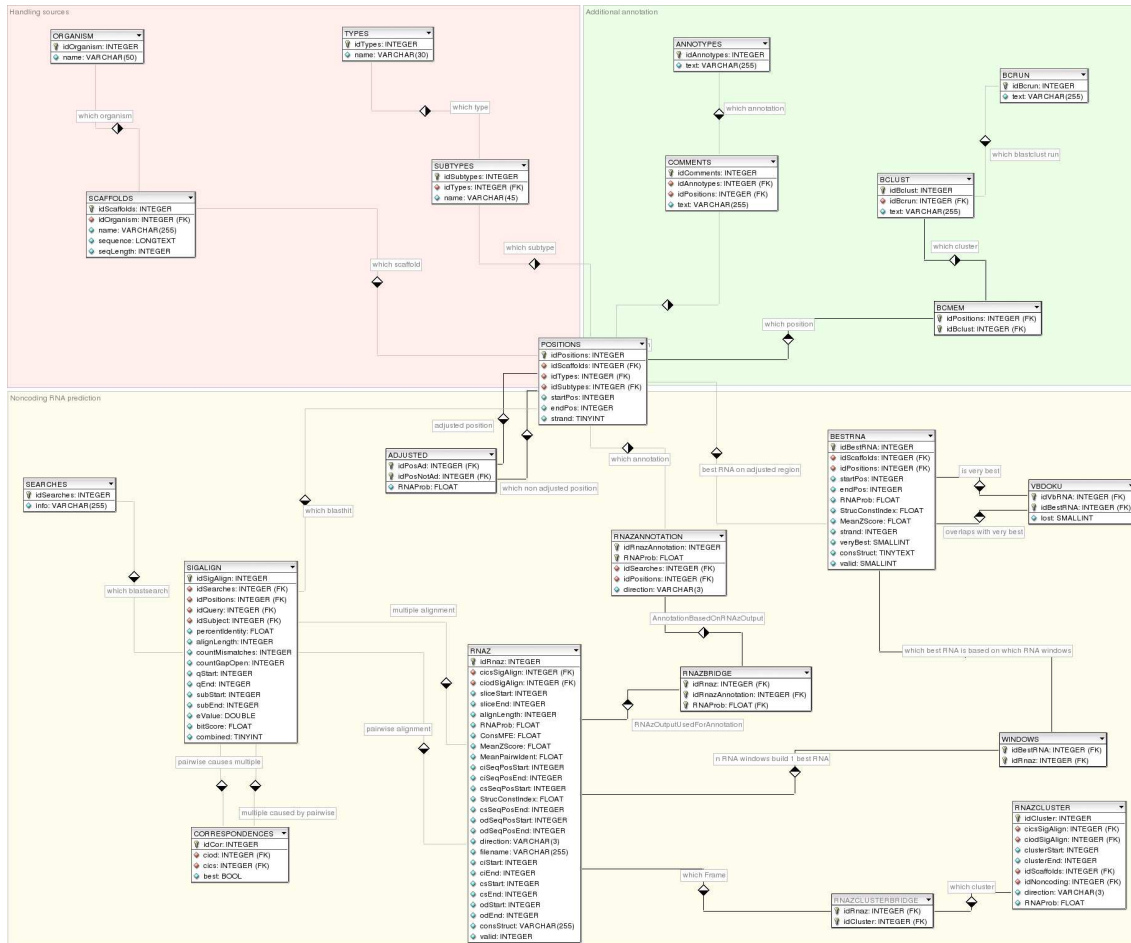 Handling sources
ORGANISM
idOrganism: INTEGER
name: VARCHAR(50)
TYPES
idTypes: INTEGER
name: VARCHAR(30)
which organism
which type
SUBTYPES
idSubtypes: INTEGER
idTypes: INTEGER (FK)
name: VARCHAR(45)
SCAFFOLDS
idScaffolds: INTEGER
idOrganism: INTEGER (FK)
name: VARCHAR(255)
sequence: LONGTEXT
seqLength: INTEGER
which scaffold
which subtype
Additional annotation
ANNOTYPES
idAnnotypes: INTEGER
text: VARCHAR(255)
BCRUN
idBcrun: INTEGER
text: VARCHAR(255)
which annotation
which blastclust run
COMMENTS
idComments: INTEGER
idAnnotypes: INTEGER (FK)
idPositions: INTEGER (FK)
text: VARCHAR(255)
BCLUST
idBclust: INTEGER
idBcrun: INTEGER (FK)
text: VARCHAR(255)
which cluster
BCMEM
idPositions: INTEGER (FK)
idBclust: INTEGER (FK)
which position
POSITIONS
idPositions: INTEGER
idScaffolds: INTEGER (FK)
idTypes: INTEGER (FK)
idSubtypes: INTEGER (FK)
startPos: INTEGER
endPos: INTEGER
strand: TINYINT
Noncoding RNA prediction
adjusted position
ADJUSTED
idPosAd: INTEGER (FK)
idPosNotAd: INTEGER (FK)
RNAProb: FLOAT
which non adjusted position
which annotation
best RNA on adjusted region
BESTRNA
idBestRNA: INTEGER
idScaffolds: INTEGER (FK)
idPositions: INTEGER (FK)
startPos: INTEGER
endPos: INTEGER
RNAProb: FLOAT
StrucConstIndex: FLOAT
MeanZScore: FLOAT
strand: INTEGER
veryBest: SMALLINT
consStruct: TINYTEXT
valid: SMALLINT
is very best
VBDOKU
idVbRNA: INTEGER (FK)
idBestRNA: INTEGER (FK)
lost: SMALLINT
overlaps with very best
SEARCHES
idSearches: INTEGER
info: VARCHAR(255)
which blasthit
which blastsearch
SIGALIGN
idSigAlign: INTEGER
idSearches: INTEGER (FK)
idPositions: INTEGER (FK)
idQuery: INTEGER (FK)
idSubject: INTEGER (FK)
percentIdentity: FLOAT
alignLength: INTEGER
countMismatches: INTEGER
countGapOpen: INTEGER
qStart: INTEGER
qEnd: INTEGER
subStart: INTEGER
subEnd: INTEGER
eValue: DOUBLE
bitScore: FLOAT
combined: TINYINT
multiple alignment
pairwise alignment
pairwise causes multiple
multiple caused by pairwise
CORRESPONDENCES
idCor: INTEGER
ciod: INTEGER (FK)
cics: INTEGER (FK)
best: BOOL
RNAZANNOTATION
idRnazAnnotation: INTEGER
RNAProb: FLOAT
idSearches: INTEGER (FK)
idPositions: INTEGER (FK)
direction: VARCHAR(3)
AnnotationBasedOnRNAzOutput
RNAZ
idRnaz: INTEGER
cicsSigAlign: INTEGER (FK)
ciodSigAlign: INTEGER (FK)
sliceStart: INTEGER
sliceEnd: INTEGER
alignLength: INTEGER
RNAProb: FLOAT
ConsMFE: FLOAT
MeanZScore: FLOAT
MeanPairwIdent: FLOAT
ciSeqPosStart: INTEGER
ciSeqPosEnd: INTEGER
csSeqPosStart: INTEGER
StrucConstIndex: FLOAT
csSeqPosEnd: INTEGER
odSeqPosStart: INTEGER
odSeqPosEnd: INTEGER
direction: VARCHAR(3)
filename: VARCHAR(255)
ciStart: INTEGER
ciEnd: INTEGER
csStart: INTEGER
csEnd: INTEGER
odStart: INTEGER
odEnd: INTEGER
consStruct: VARCHAR(255)
valid: INTEGER
RNAZBRIDGE
idRnaz: INTEGER (FK)
idRnazAnnotation: INTEGER (FK)
RNAProb: FLOAT (FK)
RNAzOutputUsedForAnnotation
which best RNA is based on which RNA windows
WINDOWS
idBestRNA: INTEGER (FK)
idRnaz: INTEGER (FK)
n RNA windows build 1 best RNA
RNAZCLUSTER
idCluster: INTEGER
cicsSigAlign: INTEGER (FK)
ciodSigAlign: INTEGER (FK)
clusterStart: INTEGER
clusterEnd: INTEGER
idScaffolds: INTEGER (FK)
idNoncoding: INTEGER (FK)
direction: VARCHAR(3)
RNAProb: FLOAT
which Frame
which cluster
RNAZCLUSTERBRIDGE
idRnaz: INTEGER (FK)
idCluster: INTEGER (FK)